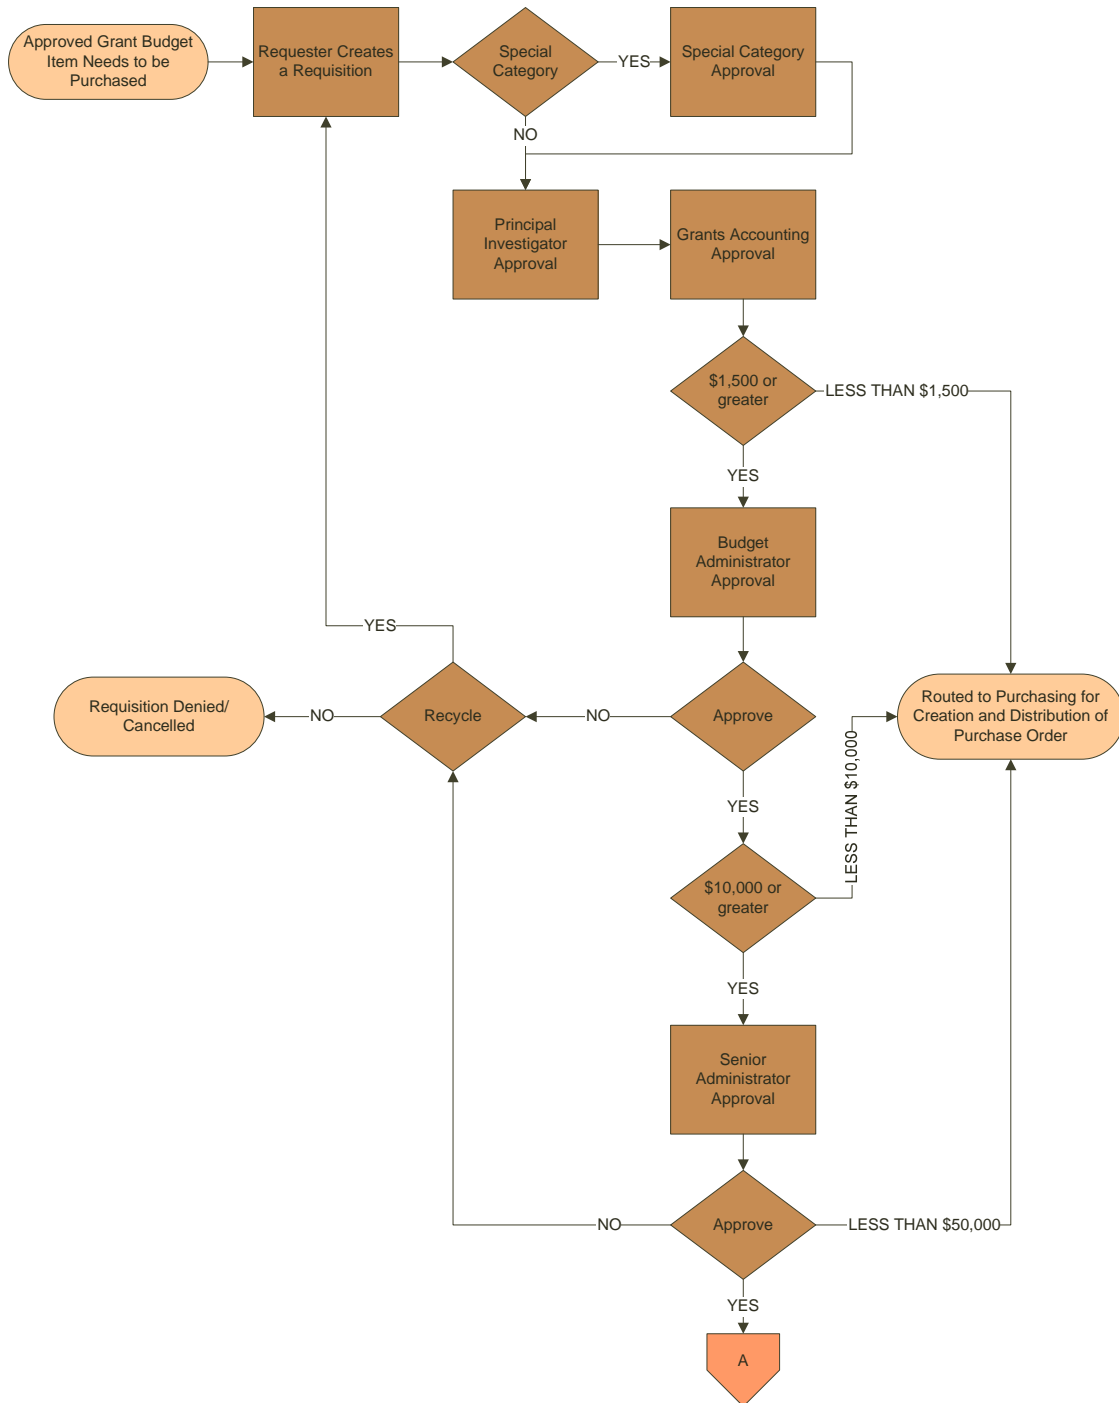 Approved Grant Budget
Item Needs to be
Purchased
Requester Creates
a Requisition
Special
Category
YES
Special Category
Approval
NO
Principal
Investigator
Approval
Grants Accounting
Approval
$1,500 or
greater
LESS THAN $1,500
YES
Budget
Administrator
Approval
YES
Requisition Denied/
Cancelled
NO
Recycle
NO
Approve
Routed to Purchasing for
Creation and Distribution of
Purchase Order
YES
LESS THAN $10,000
$10,000 or
greater
YES
Senior
Administrator
Approval
NO
Approve
LESS THAN $50,000
YES
A